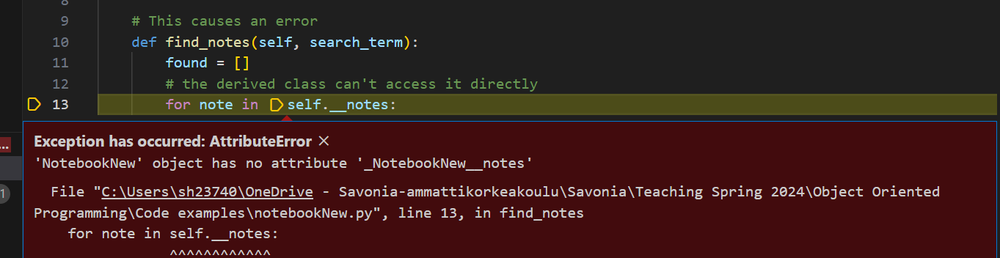 8
9 # This causes an error
10 def find_notes(self, search_term):
11 found = []
12 # the derived class can't access it directly
13 for note in self.__notes:
...
Exception has occurred: AttributeError ×
'NotebookNew' object has no attribute '_NotebookNew__notes'
1
File "C:\Users\sh23740\OneDrive - Savonia-ammattikorkeakoulu\Savonia\Teaching Spring 2024\Object Oriented
Programming\Code examples\notebookNew.py", line 13, in find_notes
for note in self.__notes:
^^^^^^^^^^^^